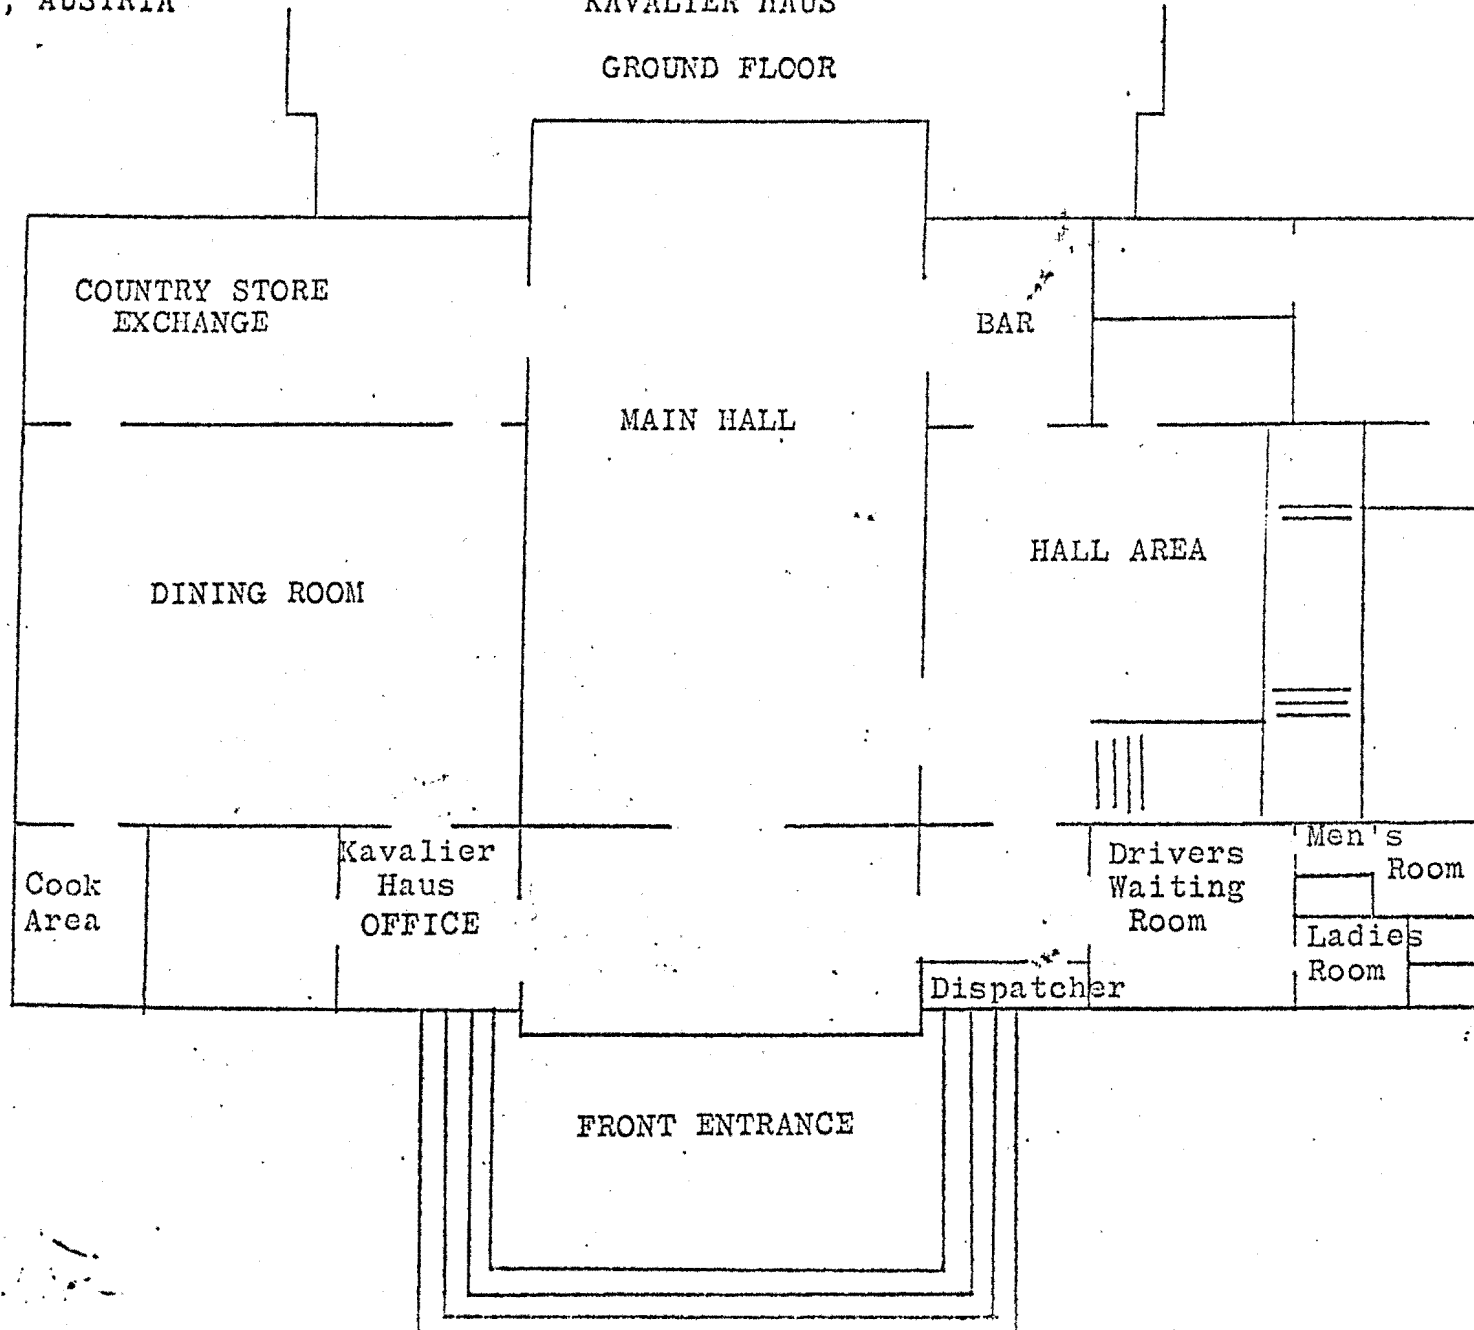 , AUSTRIA
KAVALIER HAUS
GROUND FLOOR
COUNTRY STORE
EXCHANGE
BAR
MAIN HALL
HALL AREA
DINING ROOM
Kavalier
Haus
OFFICE
Cook
Area
Drivers
Waiting
Room
Men's
Room
Ladies
Room
Dispatcher
FRONT ENTRANCE